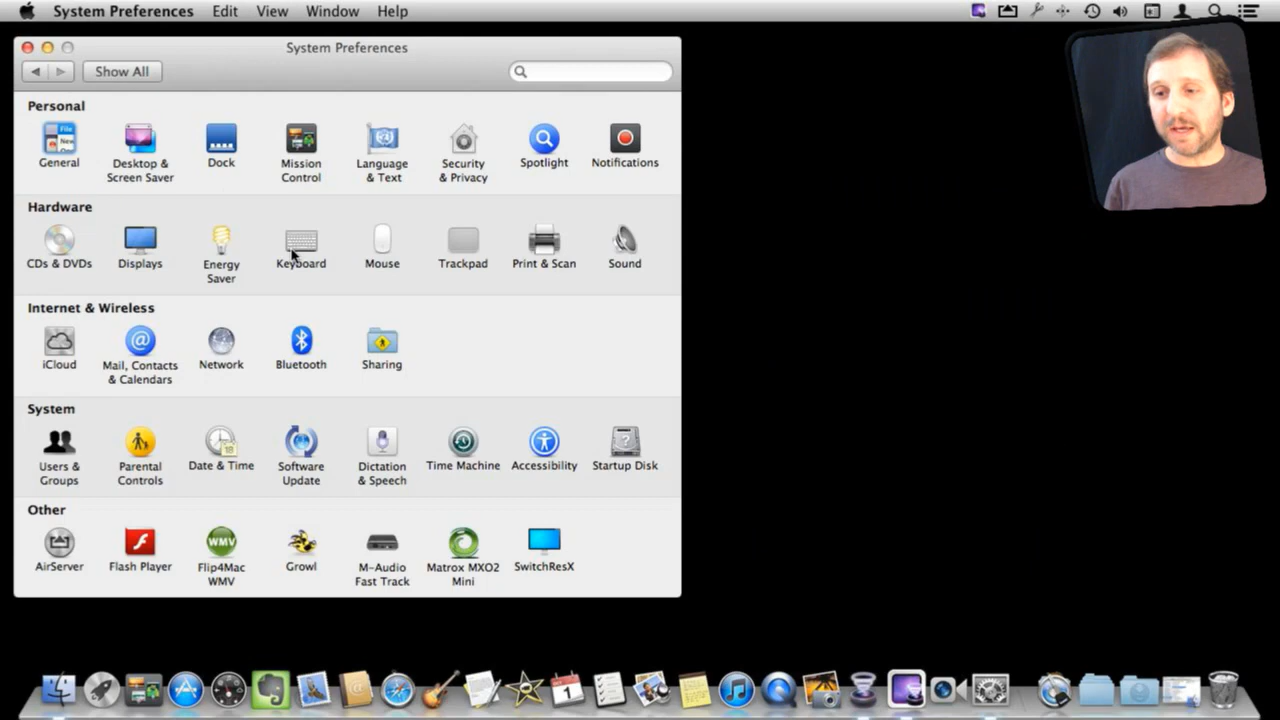 System Preferences Edit View Window Help
System Preferences
Show All
Personal
General
Desktop &
Screen Saver
Dock
Mission
Control
Language
& Text
Security
& Privacy
Spotlight
Notifications
Hardware
CDs & DVDs
Displays
Energy
Saver
Keyboard
Mouse
Trackpad
Print & Scan
Sound
Internet & Wireless
iCloud
Mail, Contacts
& Calendars
Network
Bluetooth
Sharing
System
Users &
Groups
Parental
Controls
Date & Time
Software
Update
Dictation
& Speech
Time Machine
Accessibility
Startup Disk
Other
AirServer
Flash Player
WMV
Flip4Mac
WMV
Growl
M-Audio
Fast Track
Matrox MXO2
Mini
SwitchResX
1